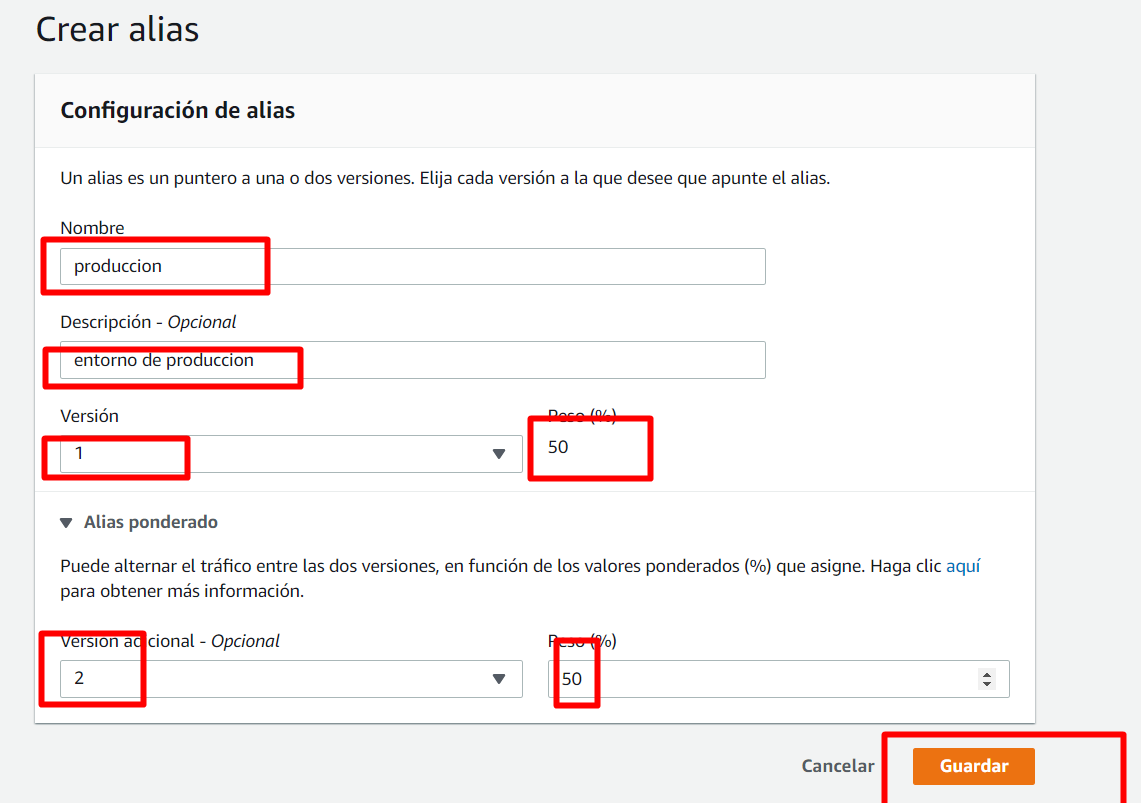 Crear alias
Configuración de alias
Un alias es un puntero a una o dos versiones. Elija cada versión a la que desee que apunte el alias.
Nombre
produccion
Descripción - Opcional
entorno de produccion
Versión
Peso (%)
1
50
Alias ponderado
Puede alternar el tráfico entre las dos versiones, en función de los valores ponderados (%) que asigne. Haga clic aquí
para obtener más información.
Versión adicional - Opcional
Peso (%)
2
50
Cancelar
Guardar